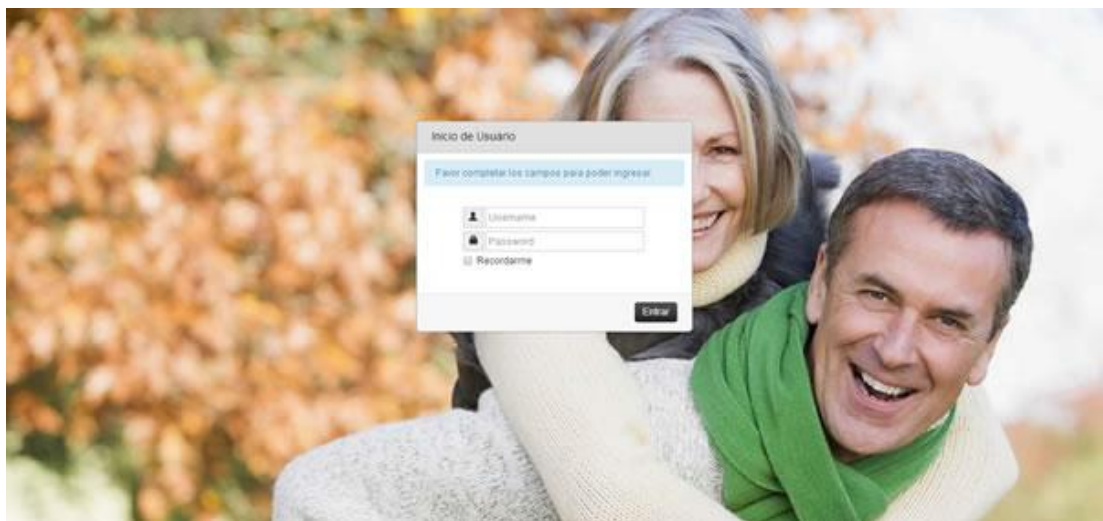 Inicio de Usuario
Favor completar los campos para poder ingresar.
Username
Password
Recordarme
Entrar